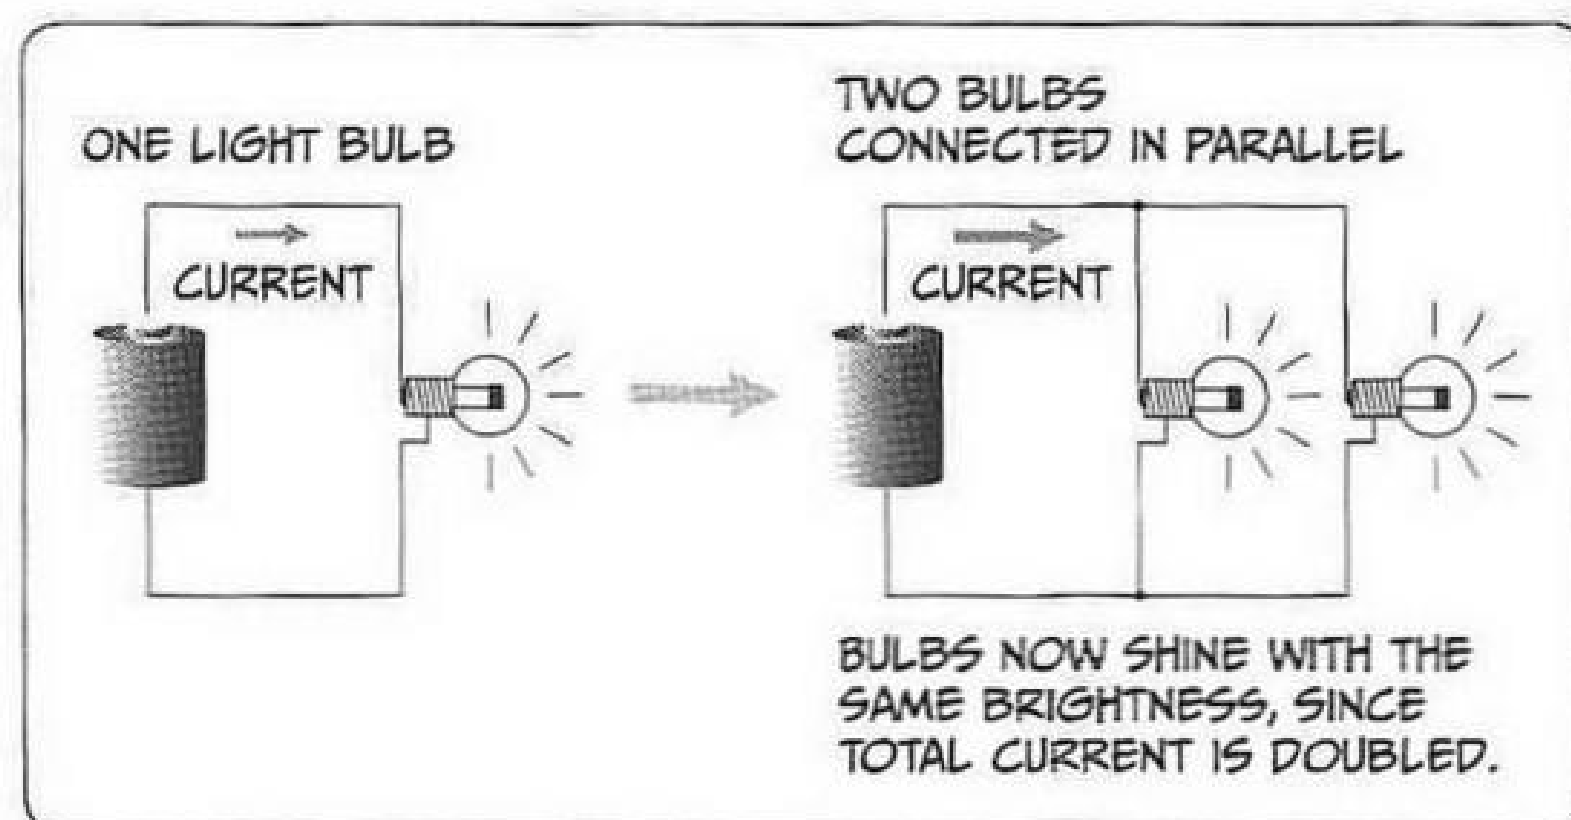 ONE LIGHT BULB
CURRENT
TWO BULBS
CONNECTED IN PARALLEL
CURRENT
BULBS NOW SHINE WITH THE
SAME BRIGHTNESS, SINCE
TOTAL CURRENT IS DOUBLED.